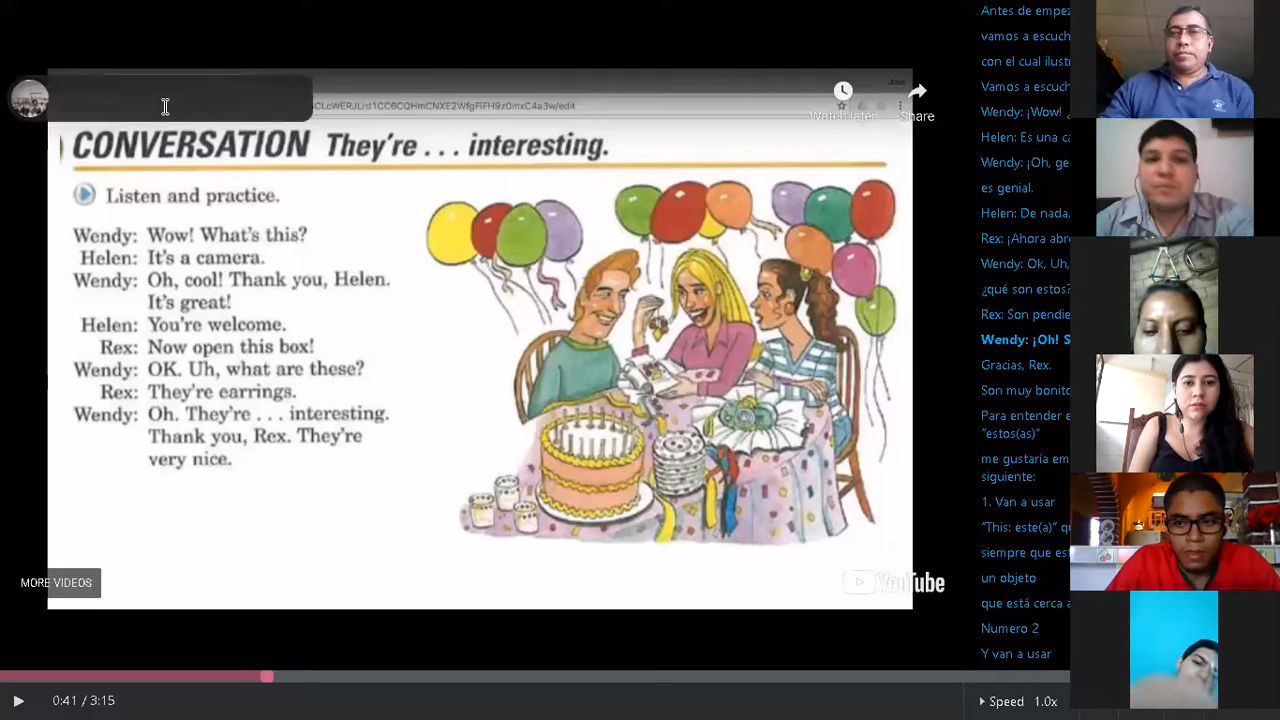 CLcWERJLrd1CC6CQHmCNXE2WfgFlFH9z0mxC4a3w/edit
Jose
Watch later
Share
CONVERSATION They're . . . interesting.
Listen and practice.
Wendy: Wow! What's this?
Helen: It's a camera.
Wendy: Oh, cool! Thank you, Helen.
It's great!
Helen: You're welcome.
Rex: Now open this box!
Wendy: OK. Uh, what are these?
Rex: They're earrings.
Wendy: Oh. They're . . . interesting.
Thank you, Rex. They're
very nice.
MORE VIDEOS
YouTube
0:41 / 3:15
Speed 1.0x
Antes de empez
vamos a escuch
con el cual ilust
Vamos a escuch
Wendy: ¡Wow! ¿
Helen: Es una c
Wendy: ¡Oh, ge
es genial.
Helen: De nada.
Rex: ¡Ahora abr
Wendy: Ok, Uh,
¿qué son estos?
Rex: Son pendie
Wendy: ¡Oh! S
Gracias, Rex.
Son muy bonito
Para entender e
"estos(as)"
me gustaría em
siguiente:
1. Van a usar
"This: este(a)" qu
siempre que est
un objeto
que está cerca a
Numero 2
Y van a usar